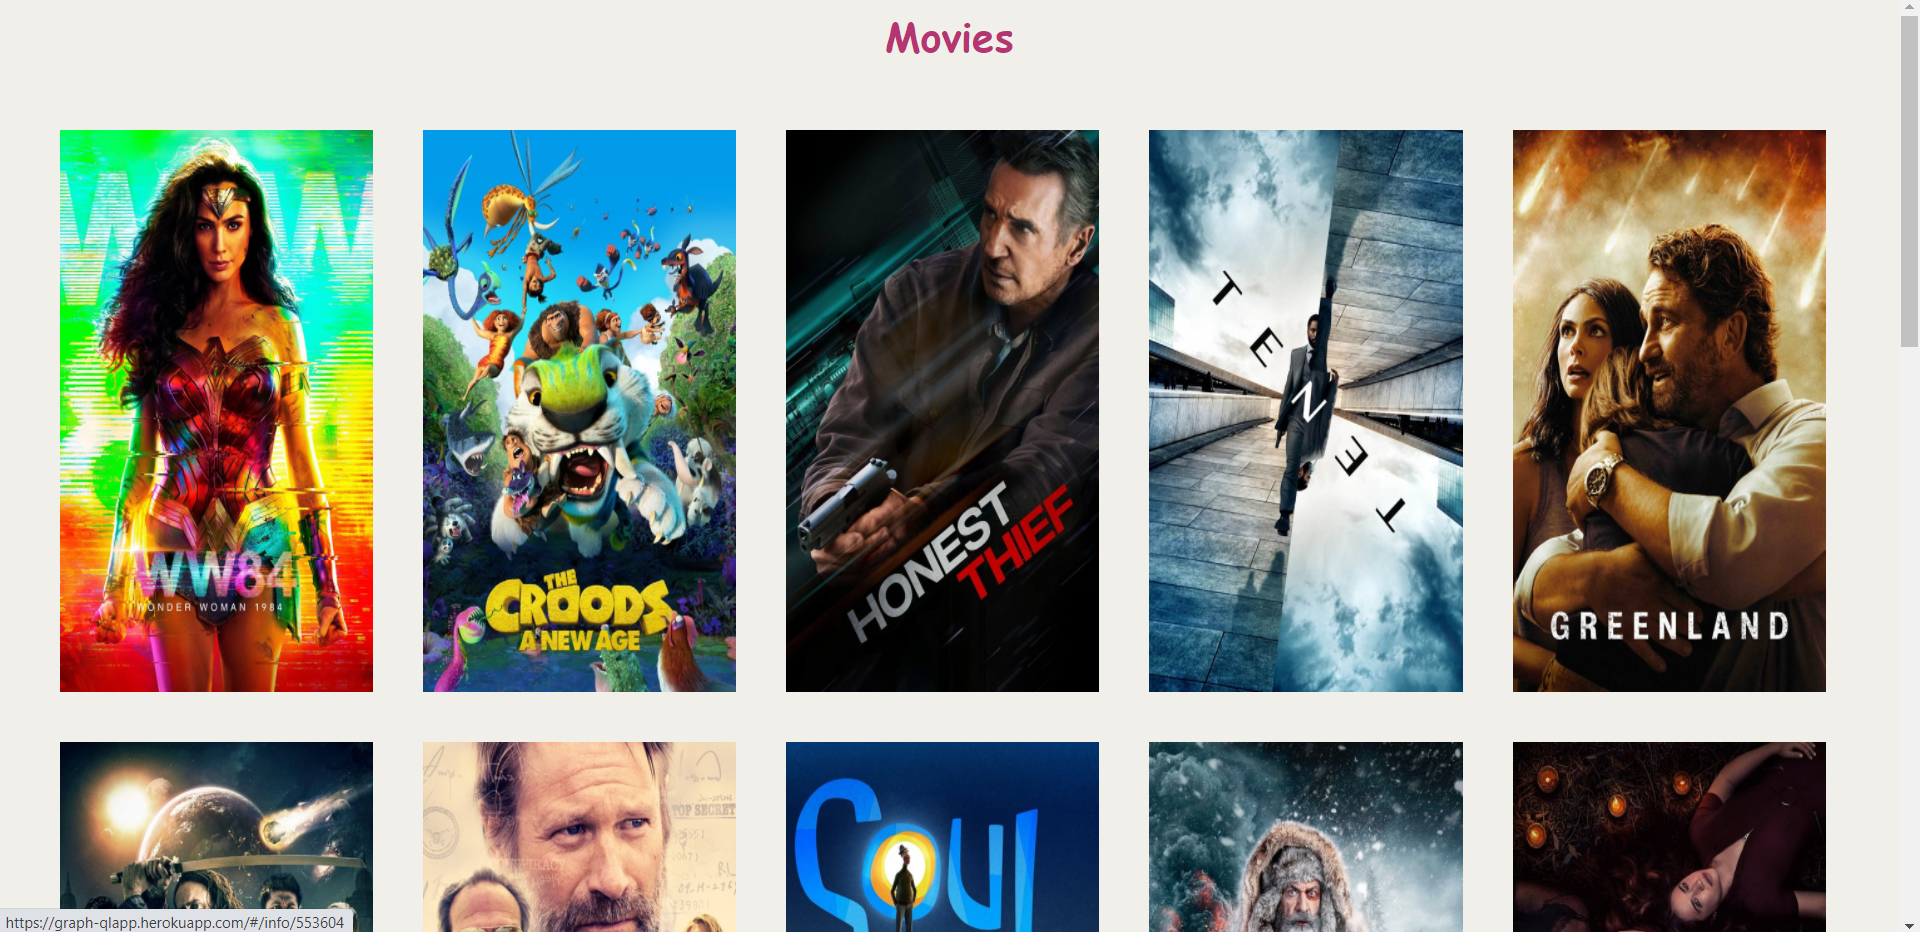 Movies
WW
WW84
WONDER WOMAN 1984
THE
CROODS
A NEW AGE
HONEST
THIEF
TENET
GREENLAND
TOP SECRET
Soul
https://graph-qlapp.herokuapp.com/#/info/553604